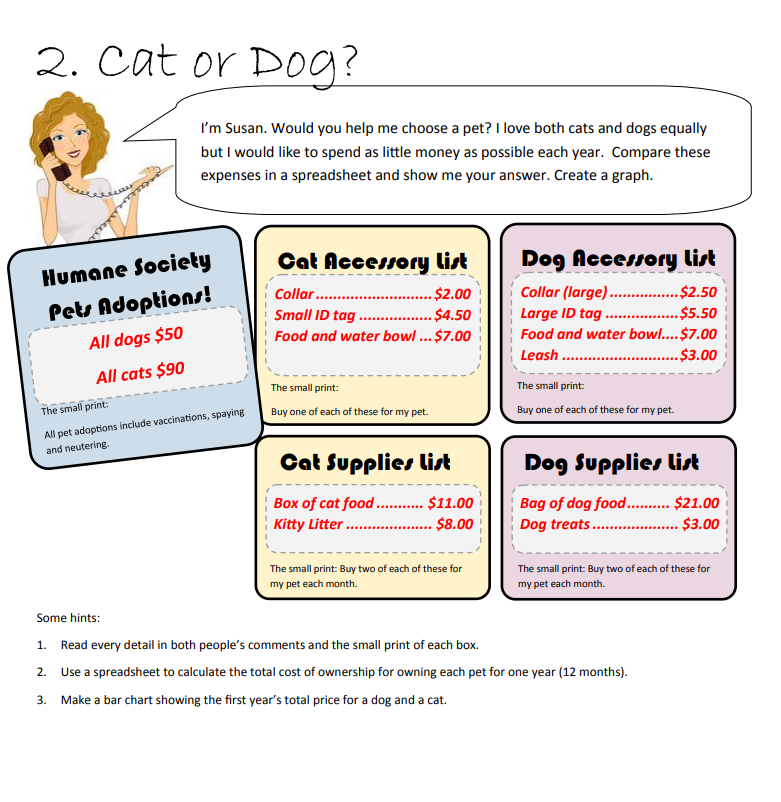 2. Cat or Dog?
I'm Susan. Would you help me choose a pet? I love both cats and dogs equally
but I would like to spend as little money as possible each year.  Compare these
expenses in a spreadsheet and show me your answer. Create a graph.
Humane Society
Pets Adoptions!
All dogs $50
All cats $90
The small print:
All pet adoptions include vaccinations, spaying
and neutering.
Cat Accessory List
Collar ........................... $2.00
Small ID tag ................. $4.50
Food and water bowl ... $7.00
The small print:
Buy one of each of these for my pet.
Dog Accessory List
Collar (large) ................ $2.50
Large ID tag .................. $5.50
Food and water bowl.... $7.00
Leash ........................... $3.00
The small print:
Buy one of each of these for my pet.
Cat Supplies List
Box of cat food ........... $11.00
Kitty Litter .................... $8.00
The small print: Buy two of each of these for
my pet each month.
Dog Supplies List
Bag of dog food.......... $21.00
Dog treats.................... $3.00
The small print: Buy two of each of these for
my pet each month.
Some hints:
1. Read every detail in both people's comments and the small print of each box.
2. Use a spreadsheet to calculate the total cost of ownership for owning each pet for one year (12 months).
3. Make a bar chart showing the first year's total price for a dog and a cat.